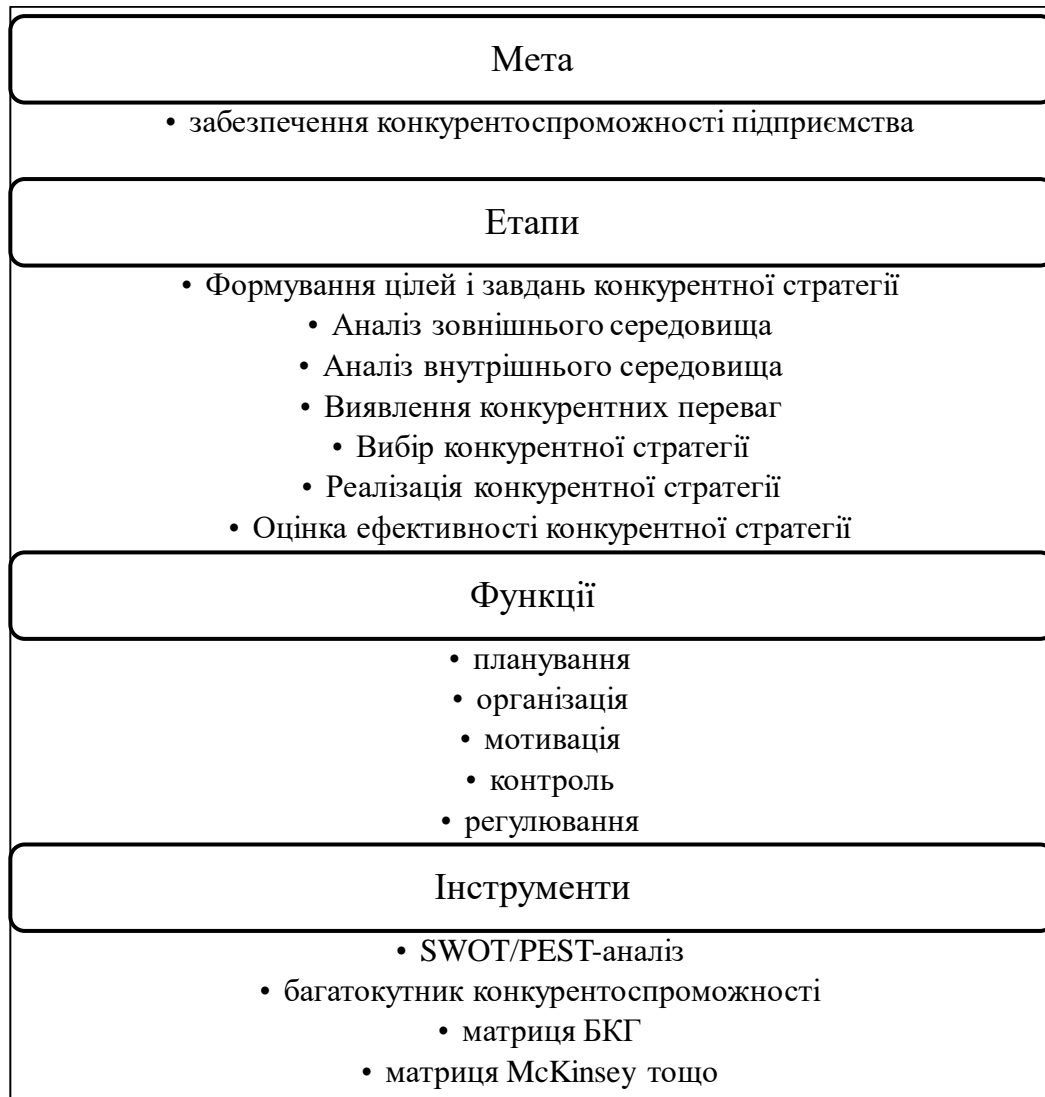 Мета
• забезпечення конкурентоспроможності підприємства
Етапи
• Формування цілей і завдань конкурентної стратегії
• Аналіз зовнішнього середовища
• Аналіз внутрішнього середовища
• Виявлення конкурентних переваг
• Вибір конкурентної стратегії
• Реалізація конкурентної стратегії
• Оцінка ефективності конкурентної стратегії
Функції
• планування
• організація
• мотивація
• контроль
• регулювання
Інструменти
• SWOT/PEST-аналіз
• багатокутник конкурентоспроможності
• матриця БКГ
• матриця McKinsey тощо